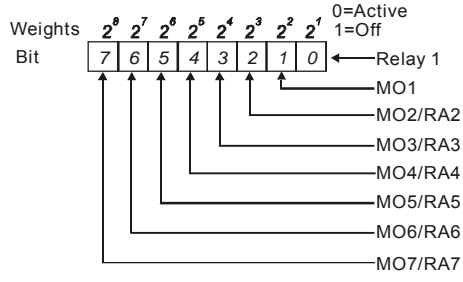 Weights 2⁸ 2⁷ 2⁶ 2⁵ 2⁴ 2³ 2² 2¹ 0=Active
1=Off
Bit 7 6 5 4 3 2 1 0 Relay 1
MO1
MO2/RA2
MO3/RA3
MO4/RA4
MO5/RA5
MO6/RA6
MO7/RA7